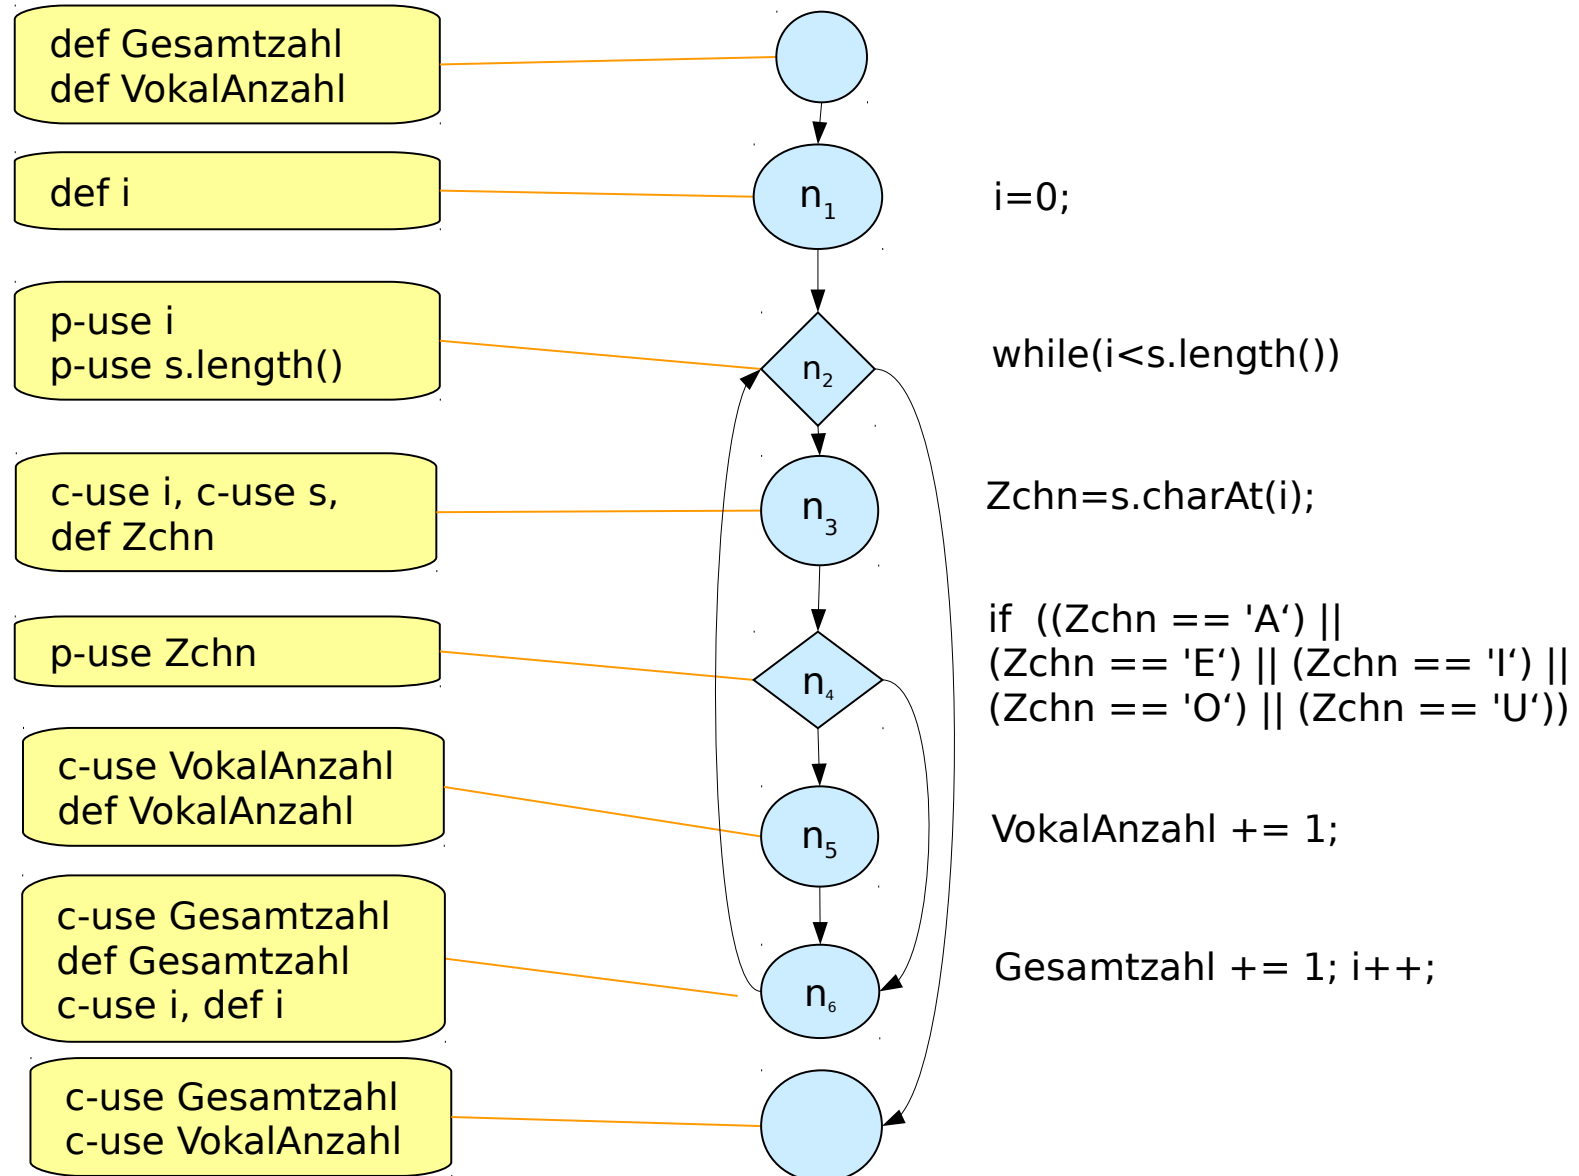 def Gesamtzahl
def VokalAnzahl
def i
n1
i=0;
p-use i
p-use s.length()
n2
while(i<s.length())
c-use i, c-use s,
def Zchn
n3
Zchn=s.charAt(i);
p-use Zchn
n4
if  ((Zchn == 'A‘) ||
(Zchn == 'E‘) || (Zchn == 'I‘) ||
(Zchn == 'O‘) || (Zchn == 'U‘))
c-use VokalAnzahl
def VokalAnzahl
n5
VokalAnzahl += 1;
c-use Gesamtzahl
def Gesamtzahl
c-use i, def i
n6
Gesamtzahl += 1; i++;
c-use Gesamtzahl
c-use VokalAnzahl